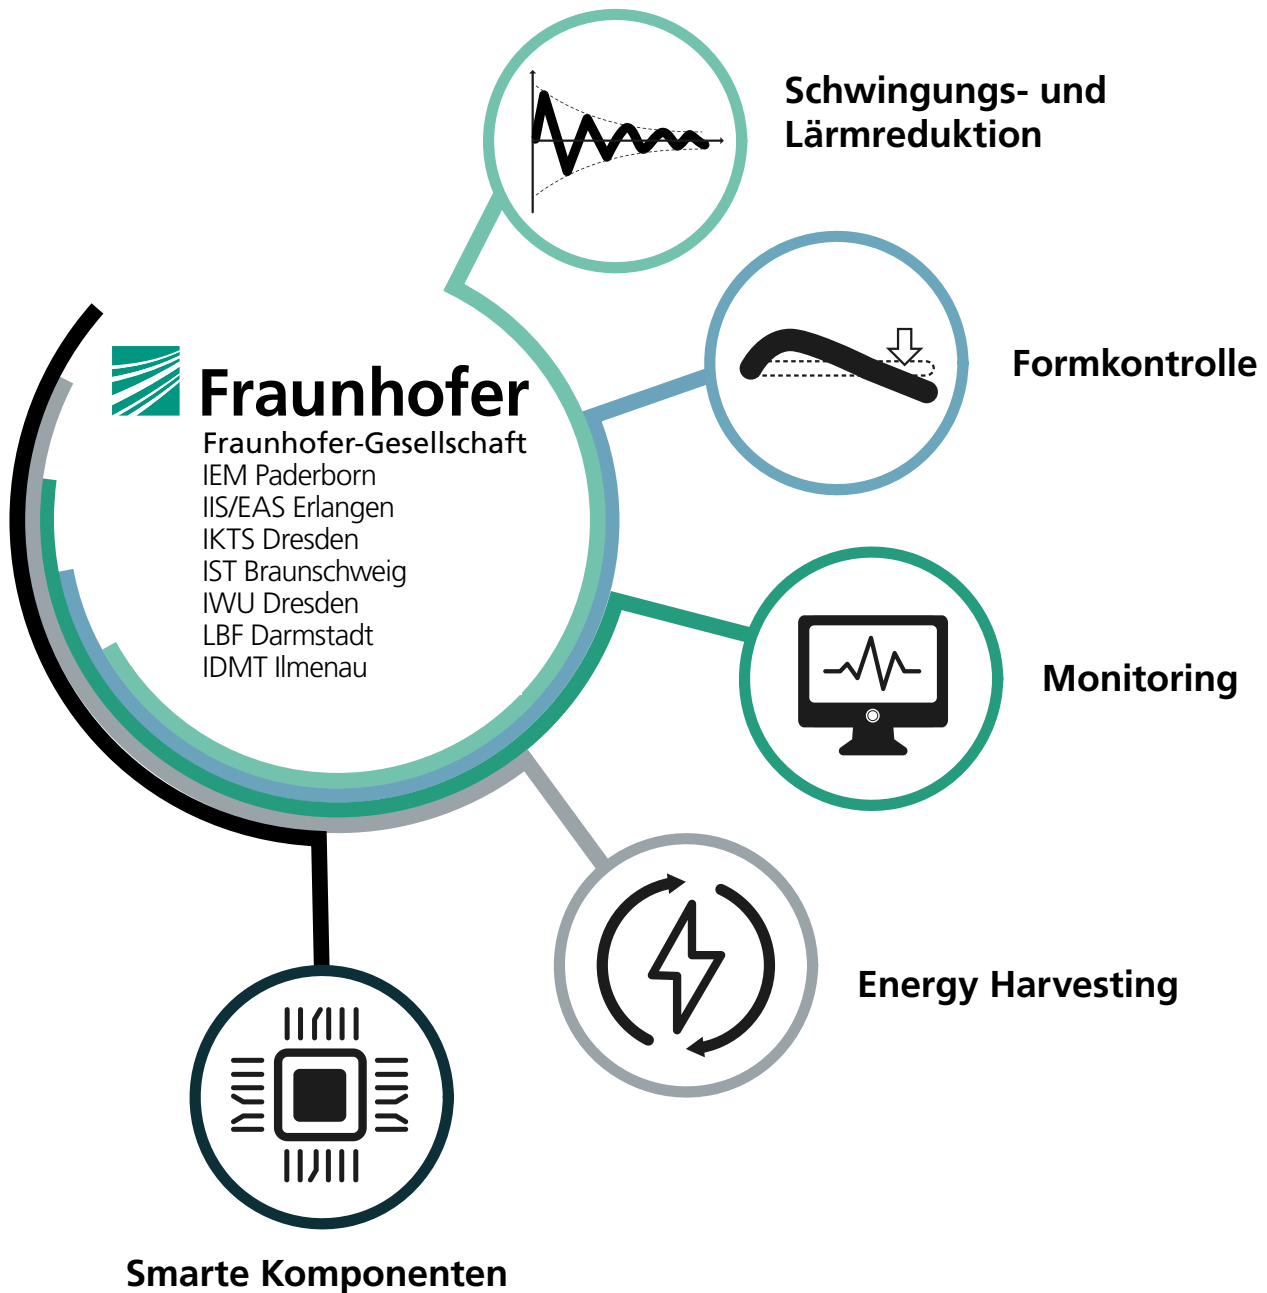 Schwingungs- und
Lärmreduktion
Formkontrolle
Fraunhofer
Fraunhofer-Gesellschaft
IEM Paderborn
IIS/EAS Erlangen
IKTS Dresden
IST Braunschweig
IWU Dresden
LBF Darmstadt
IDMT Ilmenau
Monitoring
Energy Harvesting
Smarte Komponenten